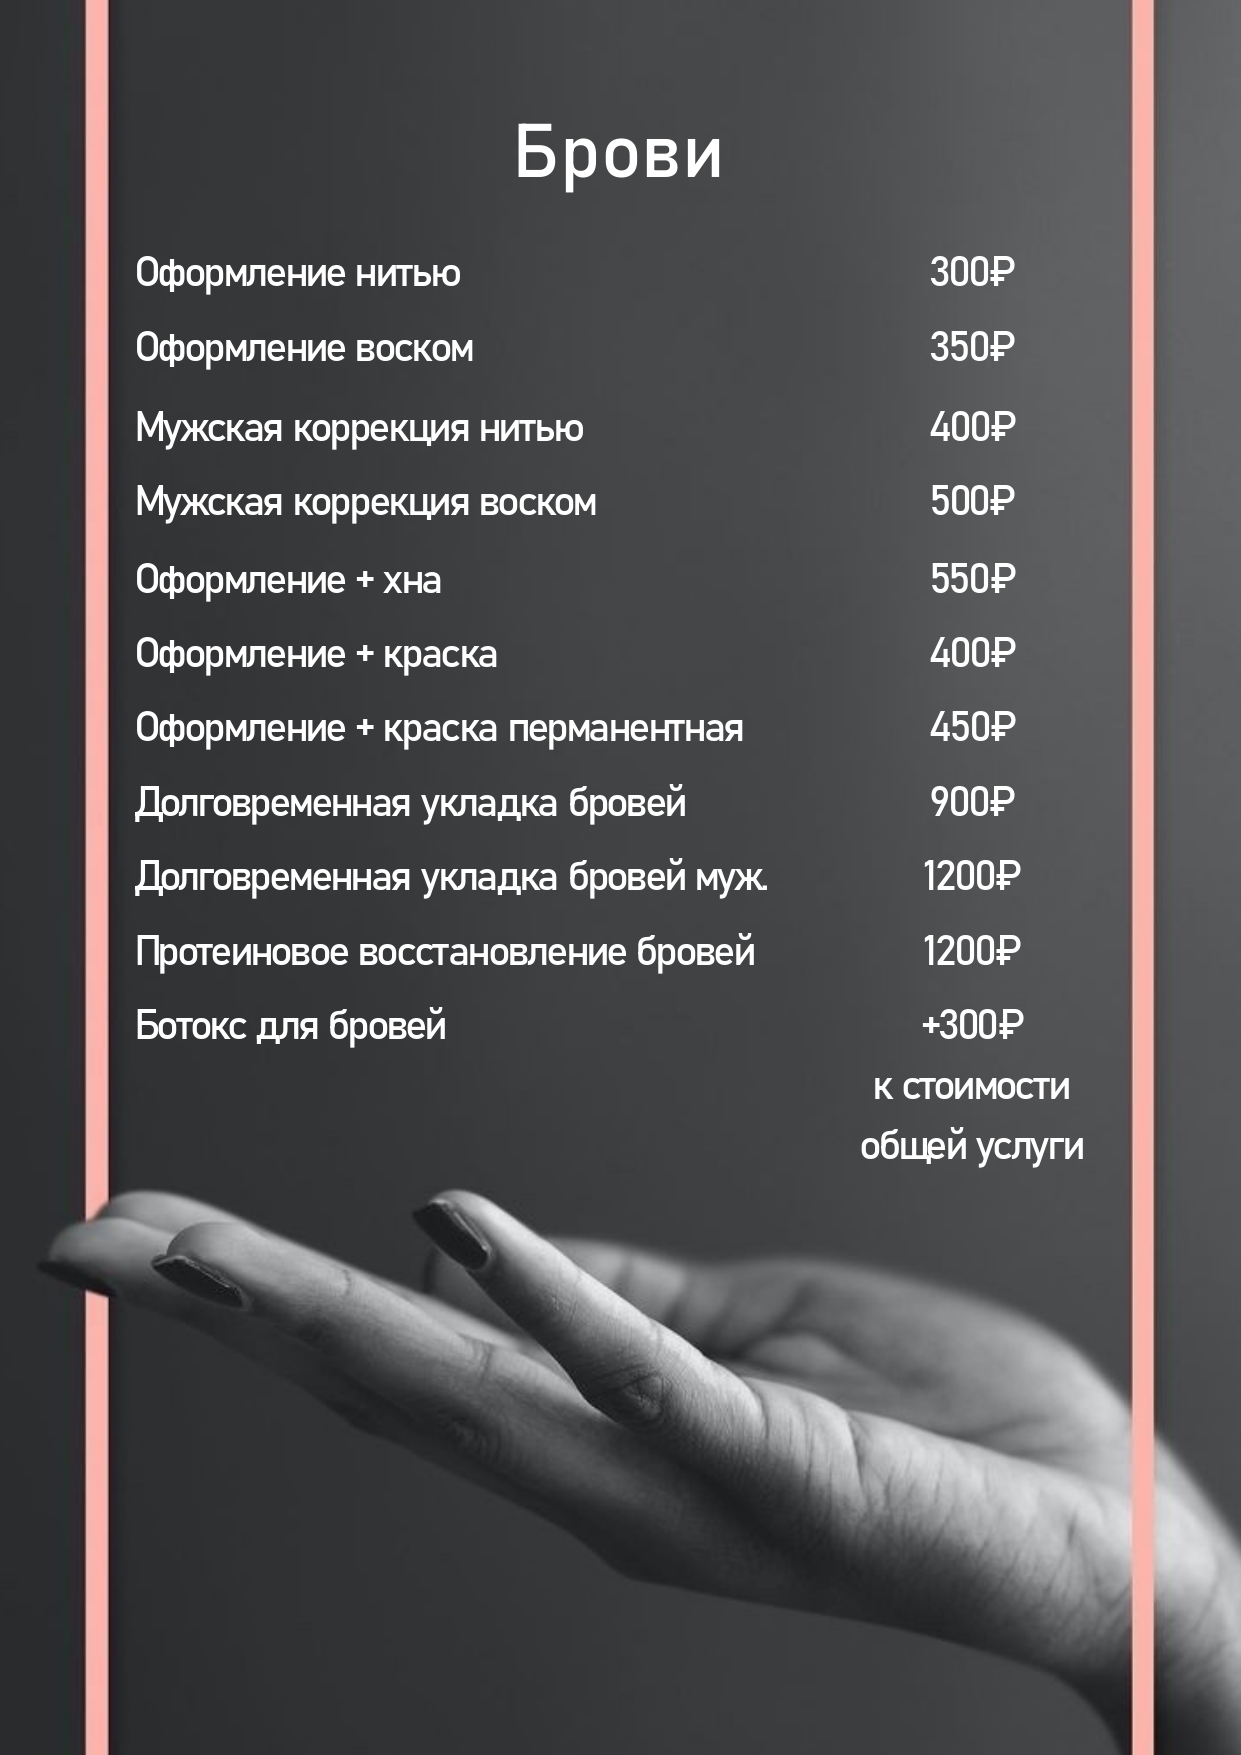 Брови
Оформление нитью 300₽
Оформление воском 350₽
Мужская коррекция нитью 400₽
Мужская коррекция воском 500₽
Оформление + хна 550₽
Оформление + краска 400₽
Оформление + краска перманентная 450₽
Долговременная укладка бровей 900₽
Долговременная укладка бровей муж. 1200₽
Протеиновое восстановление бровей 1200₽
Ботокс для бровей +300₽
к стоимости
общей услуги